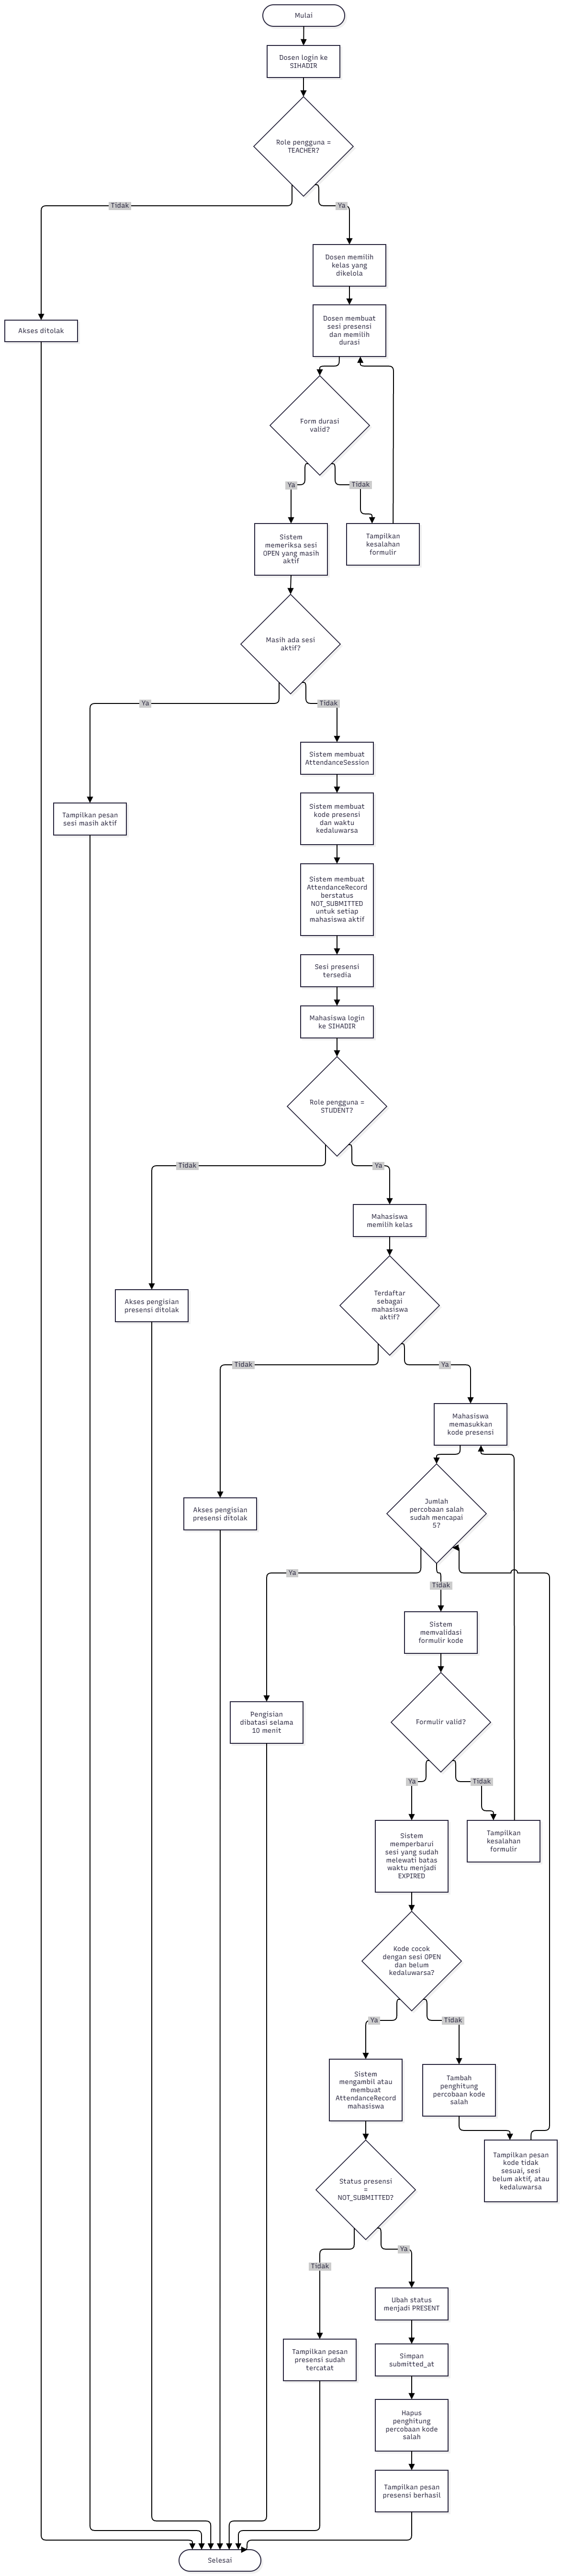 Mulai
Dosen login ke
SIHADIR
Role pengguna =
TEACHER?
Tidak
Ya
Dosen memilih
kelas yang
dikelola
Akses ditolak
Dosen membuat
sesi presensi
dan memilih
durasi
Form durasi
valid?
Ya
Tidak
Sistem
memeriksa sesi
OPEN yang masih
aktif
Tampilkan
kesalahan
formulir
Masih ada sesi
aktif?
Ya
Tidak
Sistem membuat
AttendanceSession
Tampilkan pesan
sesi masih aktif
Sistem membuat
kode presensi
dan waktu
kedaluwarsa
Sistem membuat
AttendanceRecord
berstatus
NOT_SUBMITTED
untuk setiap
mahasiswa aktif
Sesi presensi
tersedia
Mahasiswa login
ke SIHADIR
Role pengguna =
STUDENT?
Tidak
Ya
Mahasiswa
memilih kelas
Akses pengisian
presensi ditolak
Terdaftar
sebagai
mahasiswa
aktif?
Tidak
Ya
Mahasiswa
memasukkan
kode presensi
Akses pengisian
presensi ditolak
Jumlah
percobaan salah
sudah mencapai
5?
Ya
Tidak
Sistem
memvalidasi
formulir kode
Pengisian
dibatasi selama
10 menit
Formulir valid?
Ya
Tidak
Sistem
memperbarui
sesi yang sudah
melewati batas
waktu menjadi
EXPIRED
Tampilkan
kesalahan
formulir
Kode cocok
dengan sesi OPEN
dan belum
kedaluwarsa?
Ya
Tidak
Sistem
mengambil atau
membuat
AttendanceRecord
mahasiswa
Tambah
penghitung
percobaan kode
salah
Tampilkan pesan
kode tidak
sesuai, sesi
belum aktif, atau
kedaluwarsa
Status presensi
=
NOT_SUBMITTED?
Tidak
Ya
Ubah status
menjadi PRESENT
Tampilkan pesan
presensi sudah
tercatat
Simpan
submitted_at
Hapus
penghitung
percobaan kode
salah
Tampilkan pesan
presensi berhasil
Selesai